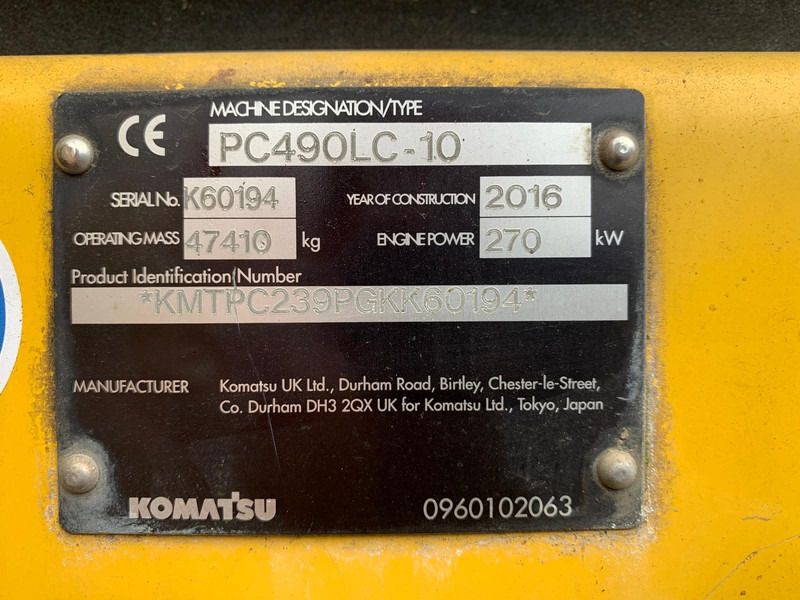 CE
MACHINE DESIGNATION/TYPE
PC490LC-10
SERIAL No. K60194 YEAR OF CONSTRUCTION 2016
OPERATING MASS 47410 kg ENGINE POWER 270 kW
Product Identification Number
*KMTPC239PGKK60194*
MANUFACTURER Komatsu UK Ltd., Durham Road, Birtley, Chester-le-Street,
Co. Durham DH3 2QX UK for Komatsu Ltd., Tokyo, Japan
KOMATSU 0960102063